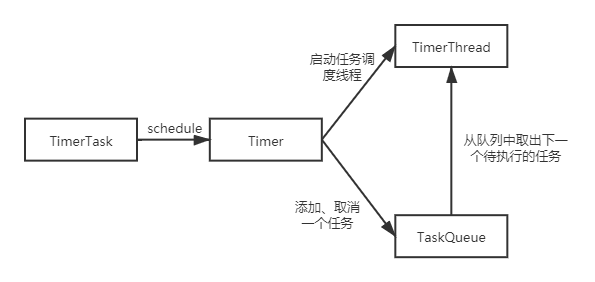 TimerThread
启动任务调
度线程
schedule
TimerTask
Timer
从队列中取出下一
个待执行的任务
添加、取消
一个任务
TaskQueue